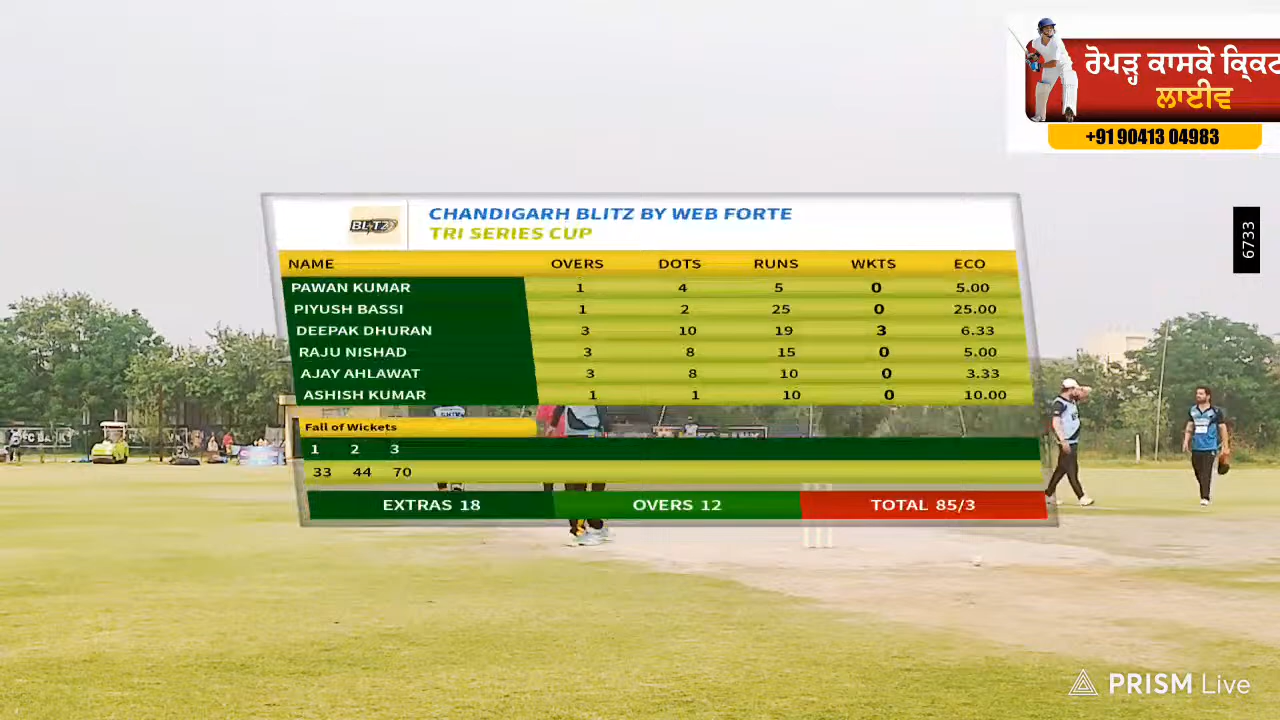 ਰੋਪੜ੍ਹ ਕਾਸਕੋ ਕ੍ਰਿਕਟ
ਲਾਈਵ
+91 90413 04983
6733
BLITZ
CHANDIGARH BLITZ BY WEB FORTE
TRI SERIES CUP
NAME OVERS DOTS RUNS WKTS ECO
PAWAN KUMAR 1 4 5 0 5.00
PIYUSH BASSI 1 2 25 0 25.00
DEEPAK DHURAN 3 10 19 3 6.33
RAJU NISHAD 3 8 15 0 5.00
AJAY AHLAWAT 3 8 10 0 3.33
ASHISH KUMAR 1 1 10 0 10.00
Fall of Wickets
1 2 3
33 44 70
EXTRAS 18 OVERS 12 TOTAL 85/3
PRISM Live